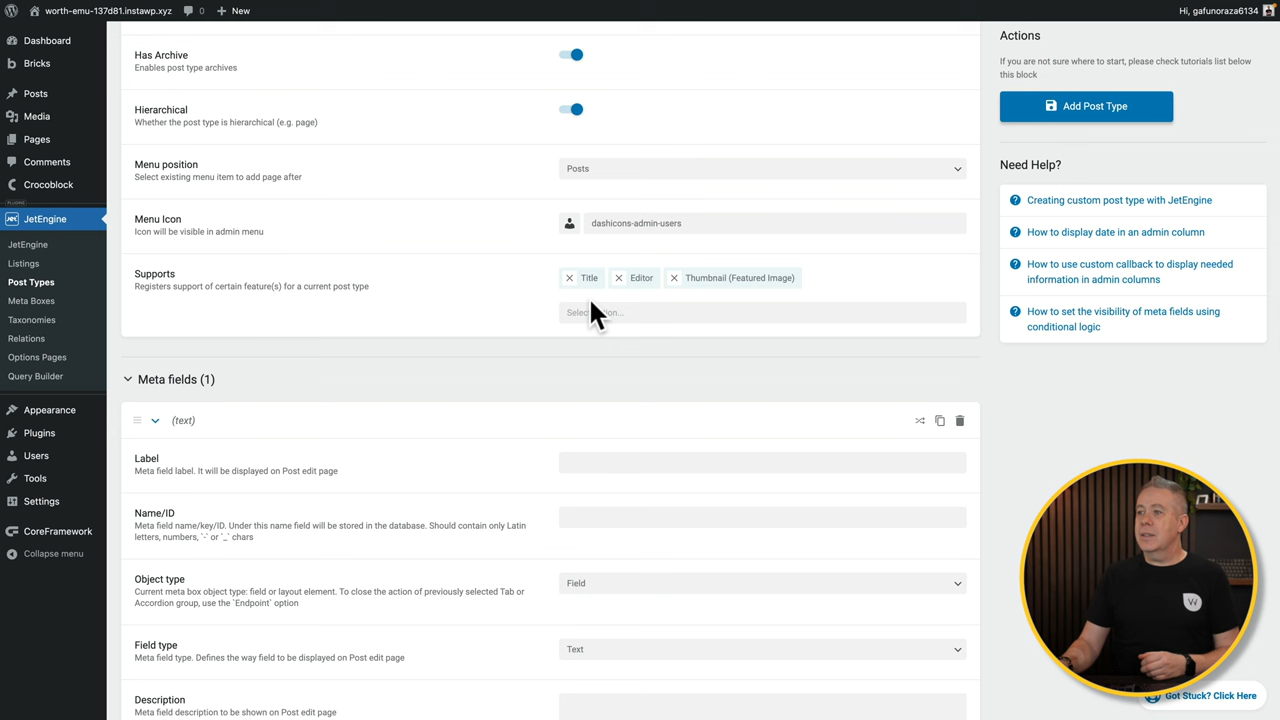 worth-emu-137d81.instawp.xyz
0
New
Hi, gafunoraza6134
Dashboard
Bricks
Posts
Media
Pages
Comments
Crocoblock
JetEngine
JetEngine
Listings
Post Types
Meta Boxes
Taxonomies
Relations
Options Pages
Query Builder
Appearance
Plugins
Users
Tools
Settings
CoreFramework
Collapse menu
Has Archive
Enables post type archives
Hierarchical
Whether the post type is hierarchical (e.g. page)
Menu position
Select existing menu item to add page after
Posts
Menu Icon
Icon will be visible in admin menu
dashicons-admin-users
Supports
Registers support of certain feature(s) for a current post type
Title
Editor
Thumbnail (Featured Image)
Meta fields (1)
(text)
Label
Meta field label. It will be displayed on Post edit page
Name/ID
Meta field name/key/ID. Under this name field will be stored in the database. Should contain only Latin
letters, numbers, `-` or `_` chars
Object type
Current meta box object type: field or layout element. To close the action of previously selected Tab or
Accordion group, use the `Endpoint` option
Field
Field type
Meta field type. Defines the way field to be displayed on Post edit page
Text
Description
Meta field description to be shown on Post edit page
Actions
If you are not sure where to start, please check tutorials list below
this block
Add Post Type
Need Help?
Creating custom post type with JetEngine
How to display date in an admin column
How to use custom callback to display needed
information in admin columns
How to set the visibility of meta fields using
conditional logic
W
Got Stuck? Click Here